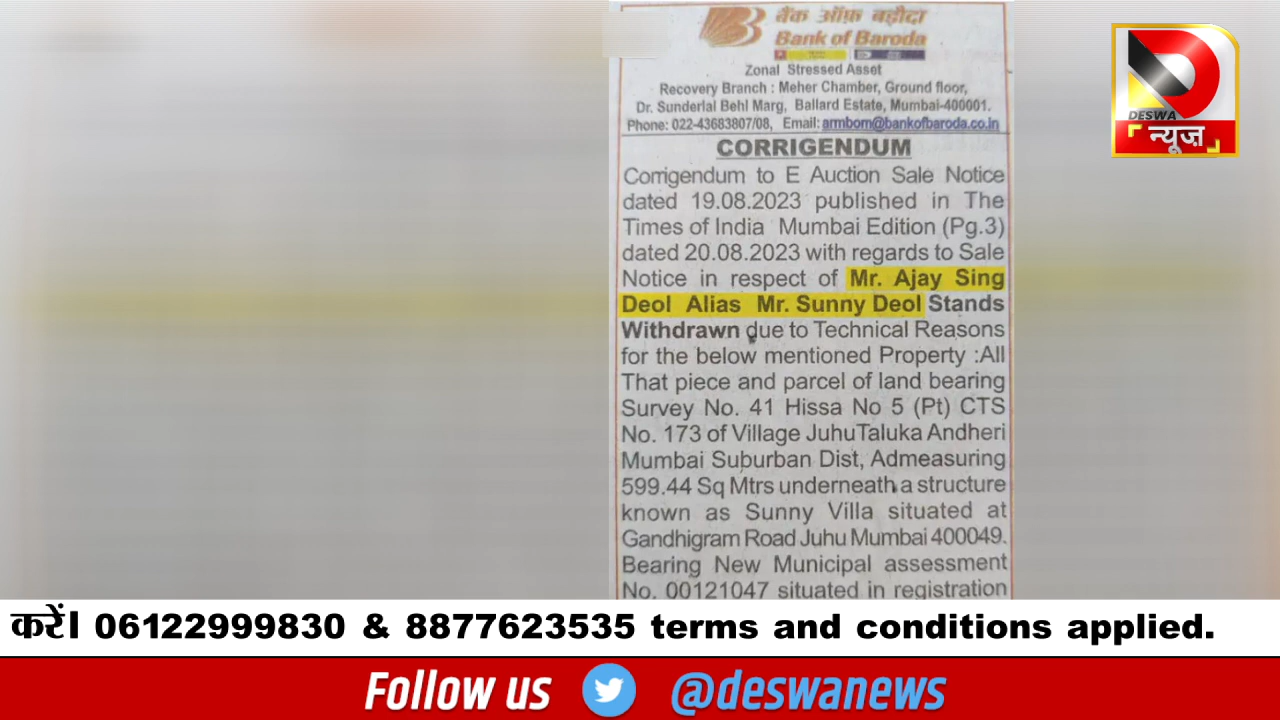 बैंक ऑफ़ बड़ौदा
Bank of Baroda
Zonal Stressed Asset
Recovery Branch : Meher Chamber, Ground floor,
Dr. Sunderlal Behl Marg, Ballard Estate, Mumbai-400001.
Phone: 022-43683807/08, Email: armbom@bankofbaroda.co.in
CORRIGENDUM
Corrigendum to E Auction Sale Notice
dated 19.08.2023 published in The
Times of India Mumbai Edition (Pg.3)
dated 20.08.2023 with regards to Sale
Notice in respect of Mr. Ajay Sing
Deol Alias Mr. Sunny Deol Stands
Withdrawn due to Technical Reasons
for the below mentioned Property :All
That piece and parcel of land bearing
Survey No. 41 Hissa No 5 (Pt) CTS
No. 173 of Village JuhuTaluka Andheri
Mumbai Suburban Dist, Admeasuring
599.44 Sq Mtrs underneath a structure
known as Sunny Villa situated at
Gandhigram Road Juhu Mumbai 400049.
Bearing New Municipal assessment
No. 00121047 situated in registration
DESWA
न्यूज़
करें। 06122999830 & 8877623535 terms and conditions applied.
Follow us @deswanews